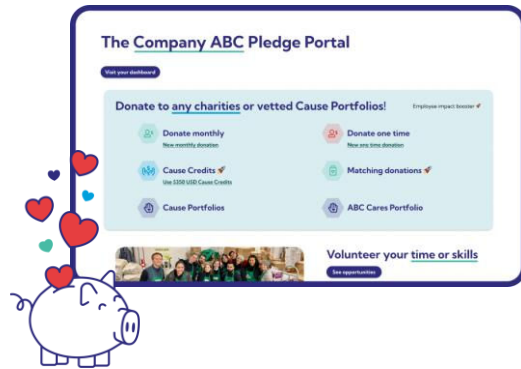 The Company ABC Pledge Portal
Visit your dashboard
Donate to any charities or vetted Cause Portfolios!
Employee impact booster 🚀
Donate monthly
New monthly donation
Donate one time
New one time donation
Cause Credits 🚀
Use $350 USD Cause Credits
Matching donations 🚀
Cause Portfolios
ABC Cares Portfolio
Volunteer your time or skills
See opportunities